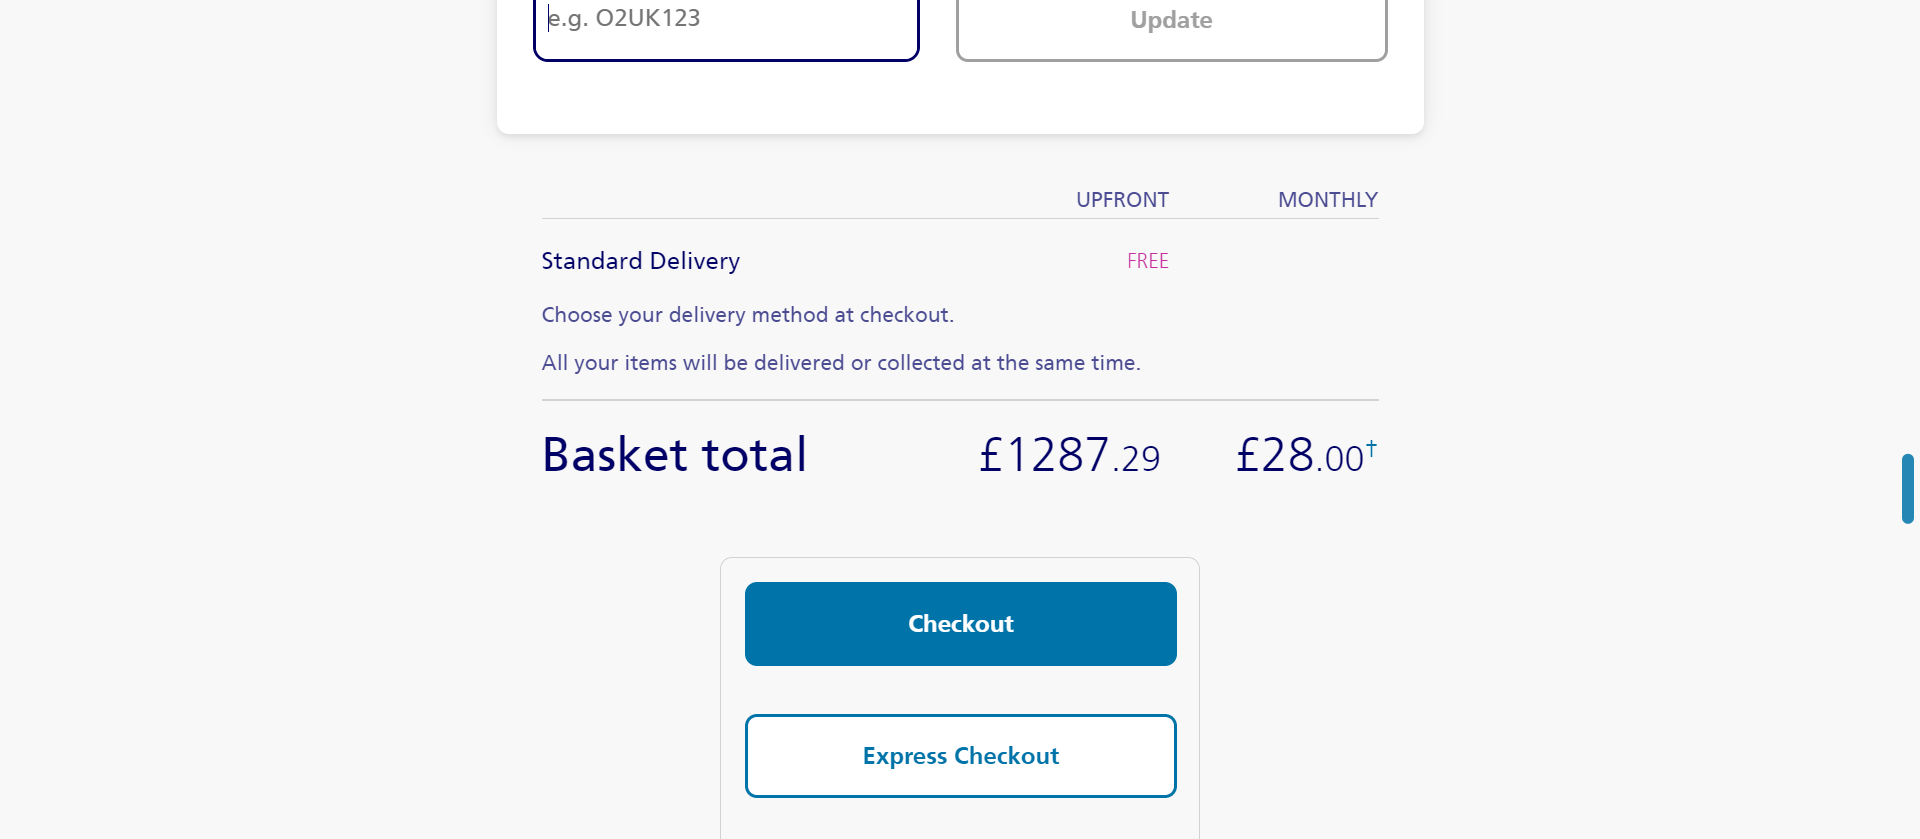 e.g. O2UK123
Update
UPFRONT MONTHLY
Standard Delivery FREE
Choose your delivery method at checkout.
All your items will be delivered or collected at the same time.
Basket total £1287.29 £28.00†
Checkout
Express Checkout